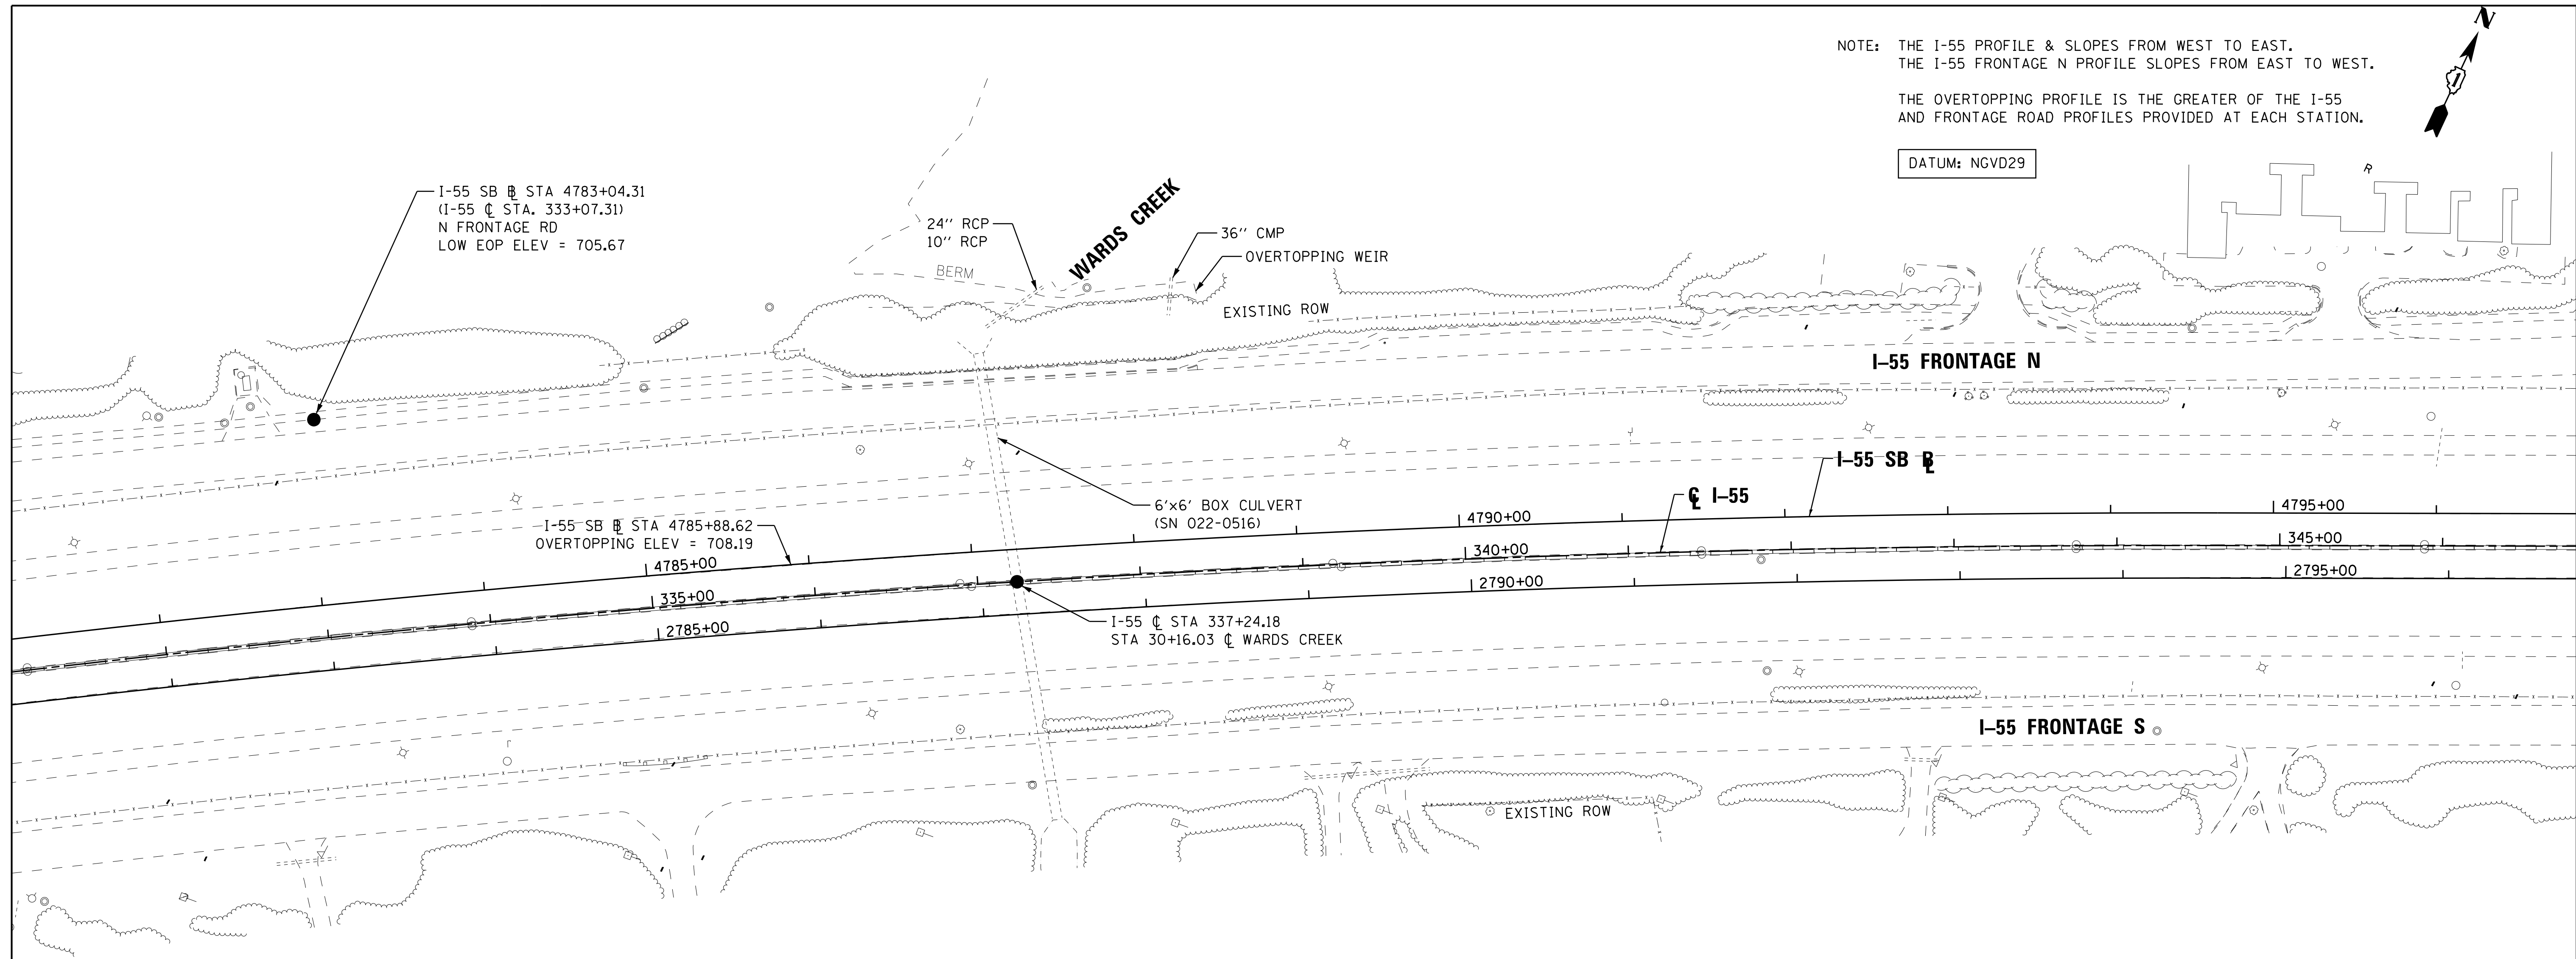 N
NOTE: THE I-55 PROFILE & SLOPES FROM WEST TO EAST.
THE I-55 FRONTAGE N PROFILE SLOPES FROM EAST TO WEST.
THE OVERTOPPING PROFILE IS THE GREATER OF THE I-55
AND FRONTAGE ROAD PROFILES PROVIDED AT EACH STATION.
DATUM: NGVD29
R
I-55 SB ℄ STA 4783+04.31
(I-55 ℄ STA. 333+07.31)
N FRONTAGE RD
LOW EOP ELEV = 705.67
24'' RCP
10'' RCP
WARDS CREEK
36'' CMP
OVERTOPPING WEIR
BERM
EXISTING ROW
I-55 FRONTAGE N
I-55 SB ℄
℄ I-55
6'x6' BOX CULVERT
(SN 022-0516)
I-55 SB ℄ STA 4785+88.62
OVERTOPPING ELEV = 708.19
4785+00
4790+00
4795+00
335+00
340+00
345+00
2785+00
2790+00
2795+00
I-55 ℄ STA 337+24.18
STA 30+16.03 ℄ WARDS CREEK
I-55 FRONTAGE S
EXISTING ROW